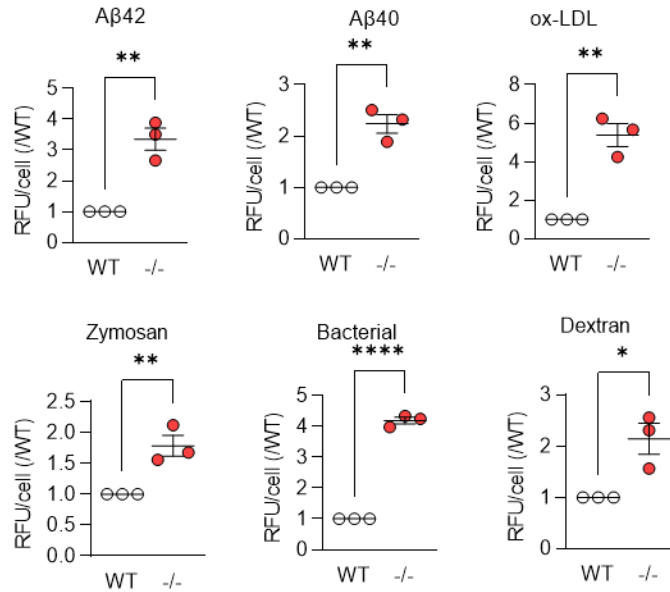 Aβ42
**
RFU/cell (/WT)
5
4
3
2
1
0
WT -/-
Aβ40
**
RFU/cell (/WT)
3
2
1
0
WT -/-
ox-LDL
**
RFU/cell (/WT)
8
6
4
2
0
WT -/-
Zymosan
**
RFU/cell (/WT)
2.5
2.0
1.5
1.0
0.5
0.0
WT -/-
Bacterial
****
RFU/cell (/WT)
5
4
3
2
1
0
WT -/-
Dextran
*
RFU/cell (/WT)
3
2
1
0
WT -/-